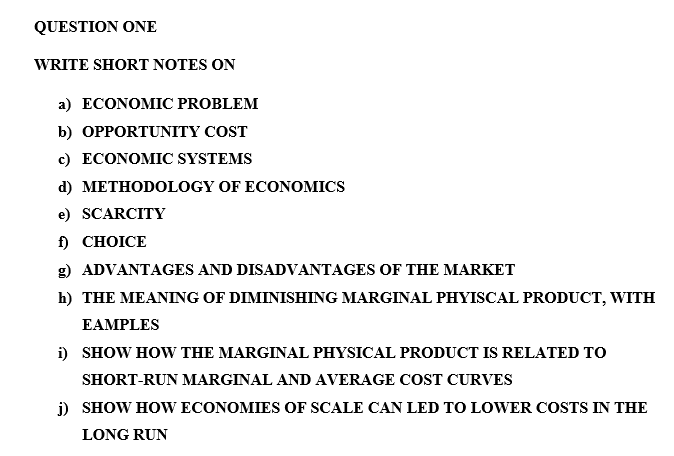 QUESTION ONE
WRITE SHORT NOTES ON
a) ECONOMIC PROBLEM
b) OPPORTUNITY COST
c) ECONOMIC SYSTEMS
d) METHODOLOGY OF ECONOMICS
e) SCARCITY
f) CHOICE
g) ADVANTAGES AND DISADVANTAGES OF THE MARKET
h) THE MEANING OF DIMINISHING MARGINAL PHYISCAL PRODUCT, WITH
EAMPLES
i) SHOW HOW THE MARGINAL PHYSICAL PRODUCT IS RELATED TO
SHORT-RUN MARGINAL AND AVERAGE COST CURVES
j) SHOW HOW ECONOMIES OF SCALE CAN LED TO LOWER COSTS IN THE
LONG RUN